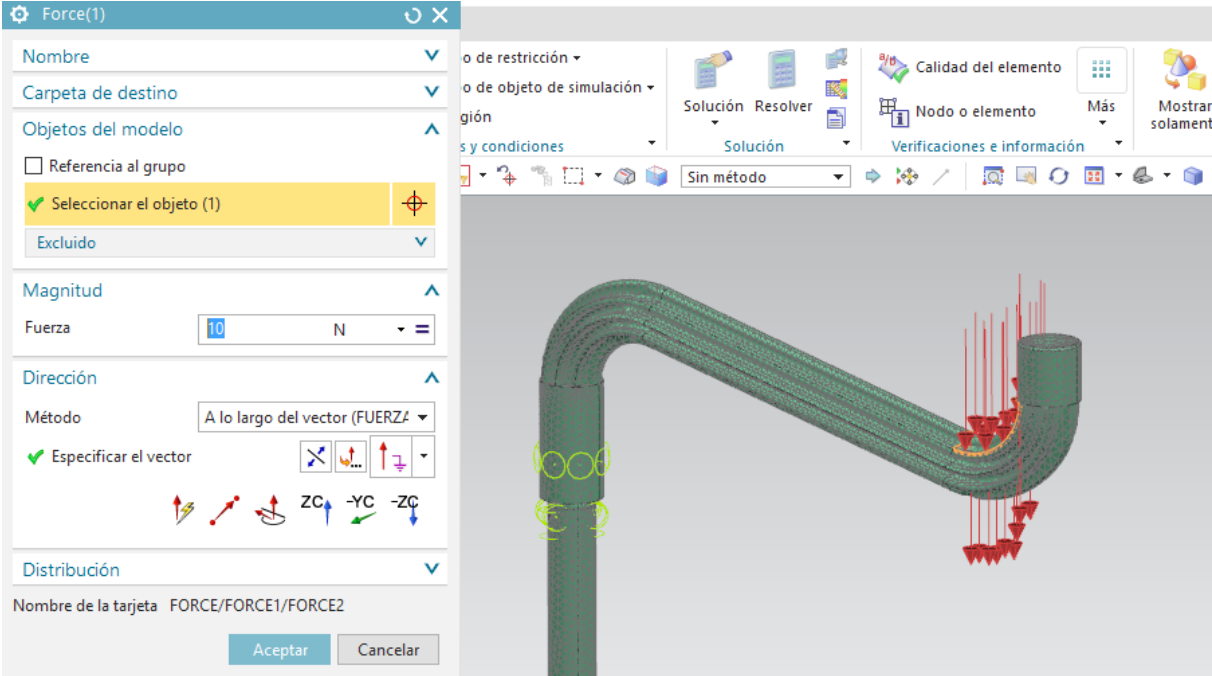 Force(1)
Nombre
Carpeta de destino
Objetos del modelo
Referencia al grupo
Seleccionar el objeto (1)
Excluido
Magnitud
Fuerza
10 N
Dirección
Método
A lo largo del vector (FUERZA
Especificar el vector
ZC -YC -ZC
Distribución
Nombre de la tarjeta FORCE/FORCE1/FORCE2
Aceptar Cancelar
o de restricción
o de objeto de simulación
gión
s y condiciones
Solución Resolver
Solución
Calidad del elemento
Nodo o elemento
Más
Verificaciones e información
Mostrar
solament
Sin método